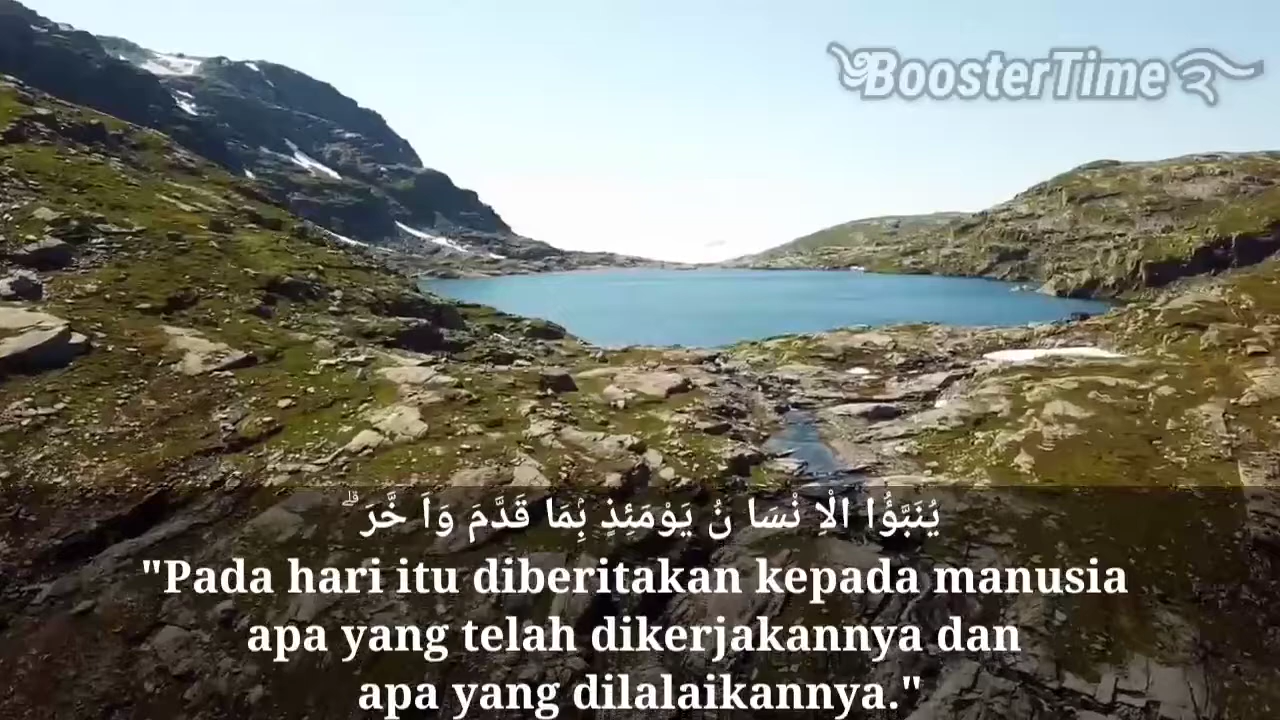 BoosterTime
يُنَبَّؤُا الْاِ نْسَا نُ يَوْمَئِذٍ بِۢمَا قَدَّمَ وَاَ خَّرَ ۗ
"Pada hari itu diberitakan kepada manusia
apa yang telah dikerjakannya dan
apa yang dilalaikannya."